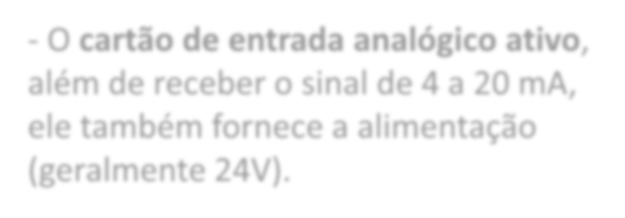 - O cartão de entrada analógico ativo,
além de receber o sinal de 4 a 20 mA,
ele também fornece a alimentação
(geralmente 24V).